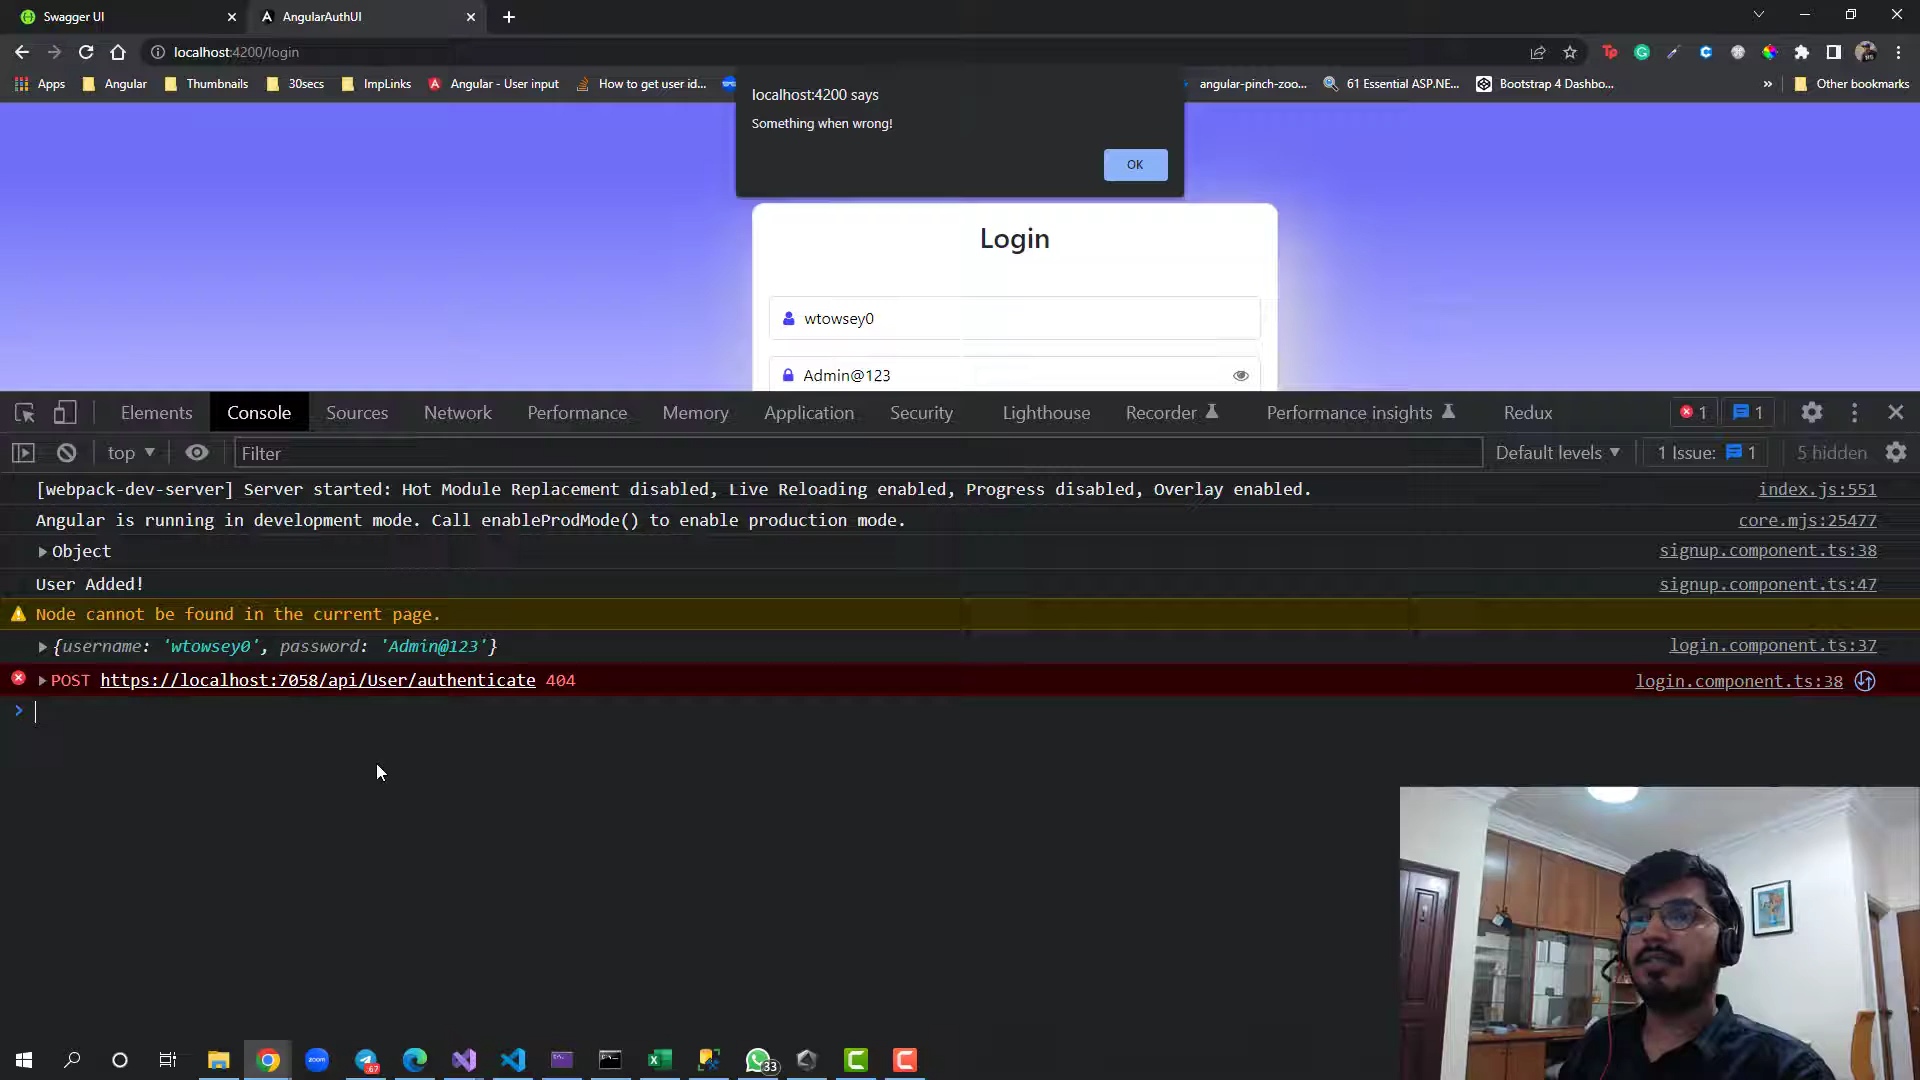 Swagger UI
AngularAuthUI
localhost:4200/login
Apps
Angular
Thumbnails
30secs
ImpLinks
Angular - User input
How to get user id...
angular-pinch-zoo...
61 Essential ASP.NE...
Bootstrap 4 Dashbo...
»
Other bookmarks
localhost:4200 says
Something when wrong!
OK
Login
wtowsey0
Admin@123
Elements
Console
Sources
Network
Performance
Memory
Application
Security
Lighthouse
Recorder
Performance insights
Redux
1
1
top
Filter
Default levels
1 Issue: 1
5 hidden
[webpack-dev-server] Server started: Hot Module Replacement disabled, Live Reloading enabled, Progress disabled, Overlay enabled.
index.js:551
Angular is running in development mode. Call enableProdMode() to enable production mode.
core.mjs:25477
Object
signup.component.ts:38
User Added!
signup.component.ts:47
Node cannot be found in the current page.
{username: 'wtowsey0', password: 'Admin@123'}
login.component.ts:37
POST https://localhost:7058/api/User/authenticate 404
login.component.ts:38
zoom
67
33